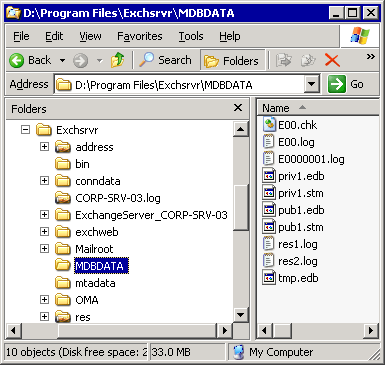 D:\Program Files\Exchsrvr\MDBDATA
File Edit View Favorites Tools Help
Back Search Folders »
Address D:\Program Files\Exchsrvr\MDBDATA Go
Folders
Exchsrvr
address
bin
conndata
CORP-SRV-03.log
ExchangeServer_CORP-SRV-03
exchweb
Mailroot
MDBDATA
mtadata
OMA
res
Name
E00.chk
E00.log
E0000001.log
priv1.edb
priv1.stm
pub1.edb
pub1.stm
res1.log
res2.log
tmp.edb
10 objects (Disk free space: 2 33.0 MB My Computer